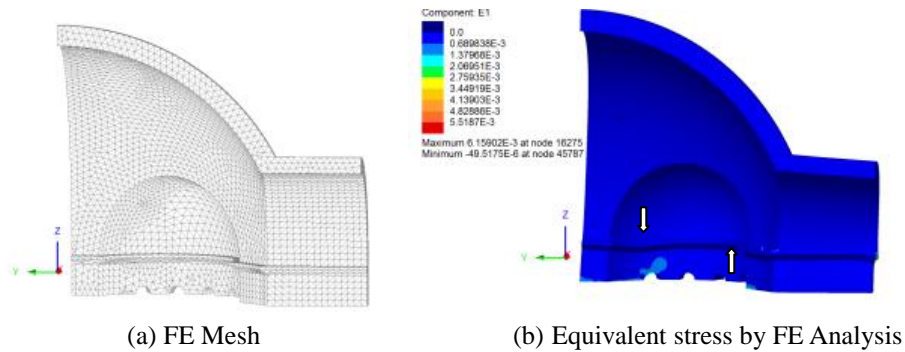 Component: E1
0.0
0.689838E-3
1.37968E-3
2.06951E-3
2.75935E-3
3.44919E-3
4.13903E-3
4.82886E-3
5.5187E-3
Maximum 6.15902E-3 at node 16275
Minimum -49.5175E-6 at node 45787
Z
Y
X
Z
Y
X
(a) FE Mesh
(b) Equivalent stress by FE Analysis